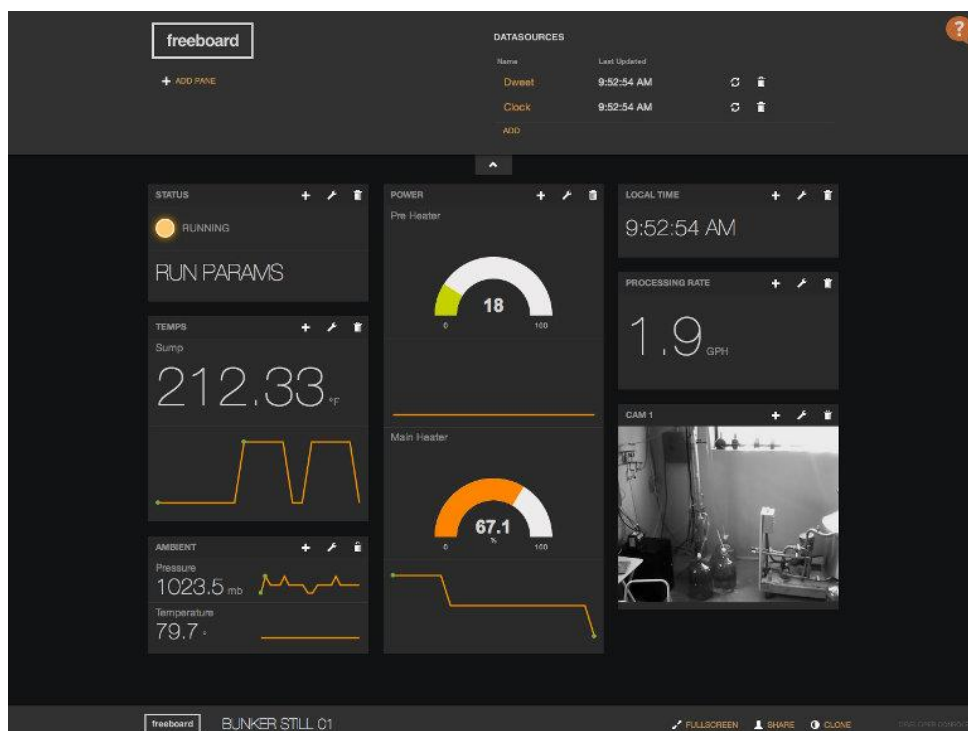 freeboard
ADD PANE
DATASOURCES
Name Last Updated
Dweet 9:52:54 AM
Clock 9:52:54 AM
ADD
?
STATUS
RUNNING
RUN PARAMS
TEMPS
Sump
212.33 °F
AMBIENT
Pressure
1023.5 mb
Temperature
79.7 °
POWER
Pre Heater
18
0 100
Main Heater
67.1
%
0 100
LOCAL TIME
9:52:54 AM
PROCESSING RATE
1.9 GPH
CAM 1
freeboard BUNKER STILL 01
FULLSCREEN SHARE CLONE DEVELOPER CONSOLE